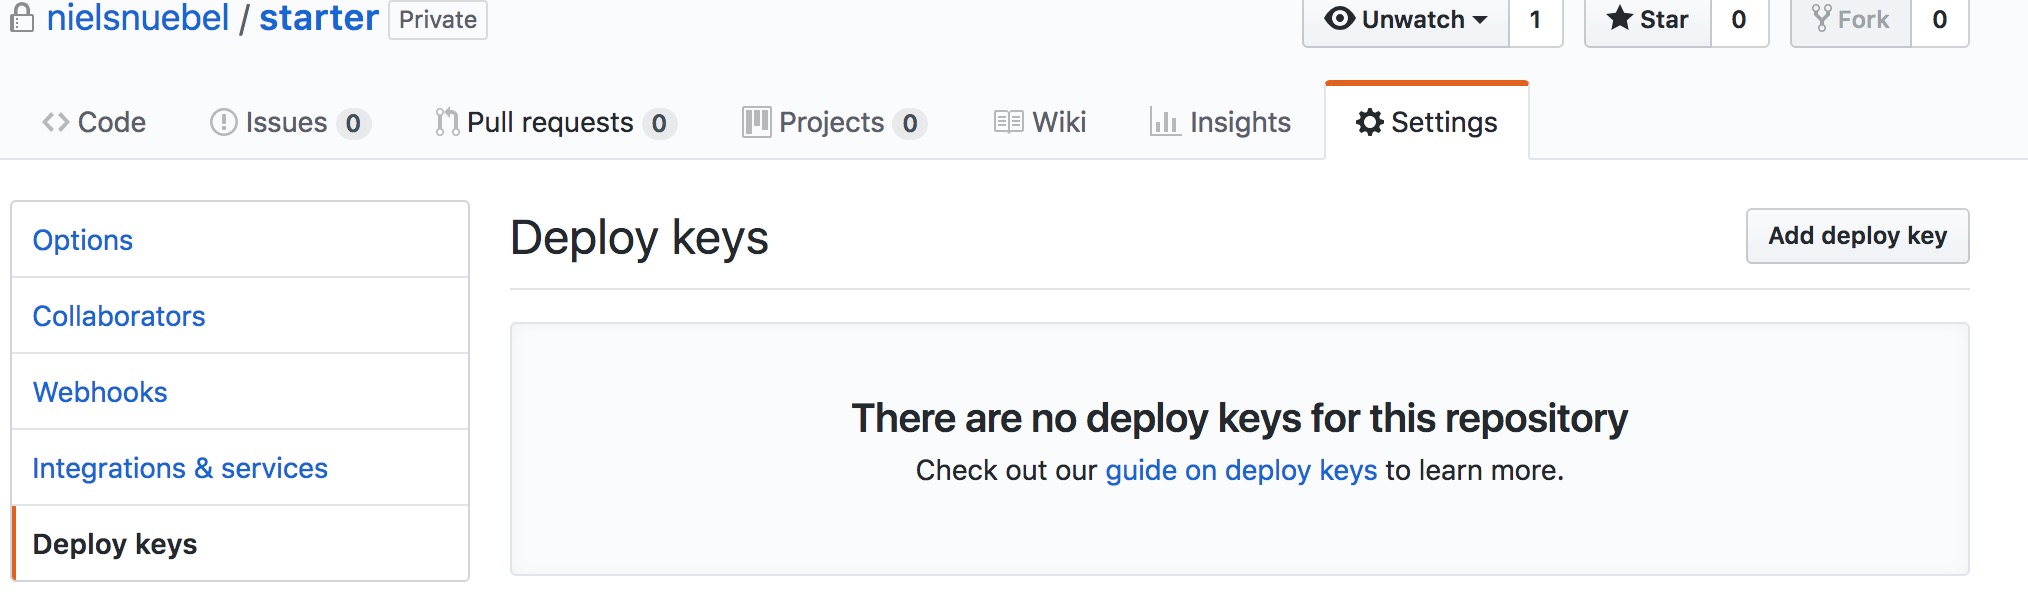 nielsnuebel / starter Private Unwatch 1 Star 0 Fork 0
Code Issues 0 Pull requests 0 Projects 0 Wiki Insights Settings
Options
Collaborators
Webhooks
Integrations & services
Deploy keys
Deploy keys Add deploy key
There are no deploy keys for this repository
Check out our guide on deploy keys to learn more.